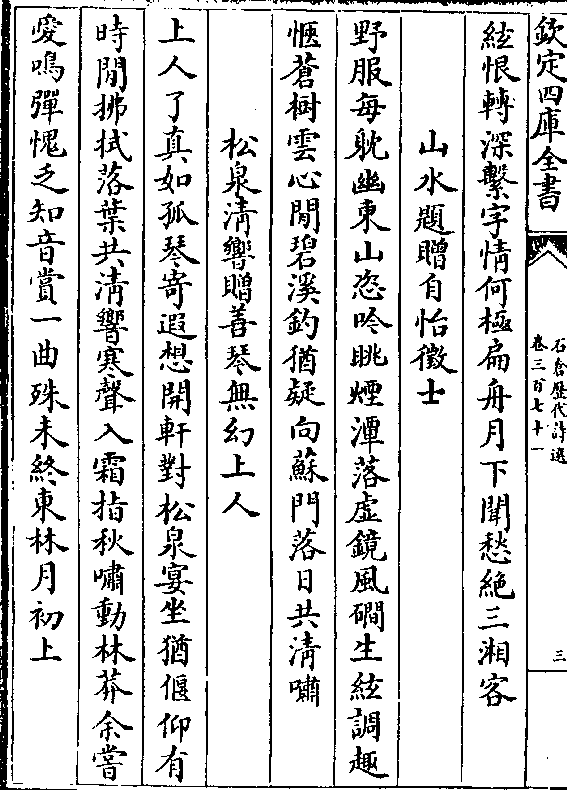 欽定四庫全書
石倉歷代詩選
卷三百七十一
三
絃恨轉深繫字情何極扁舟月下聞愁絶三湘客
山水題贈自怡徵士
野服每躭幽東山恣吟眺煙潭落虛鏡風磵生絃調趣
愜蒼樹雲心閒碧溪釣猶疑向蘇門落日共清嘯
松泉清響贈善琴無幻上人
上人了真如孤琴寄遐想開軒對松泉宴坐猶偃仰有
時閒拂拭落葉共清響寒聲入霜指秋嘯動林莽余嘗
愛鳴彈愧乏知音賞一曲殊未終東林月初上